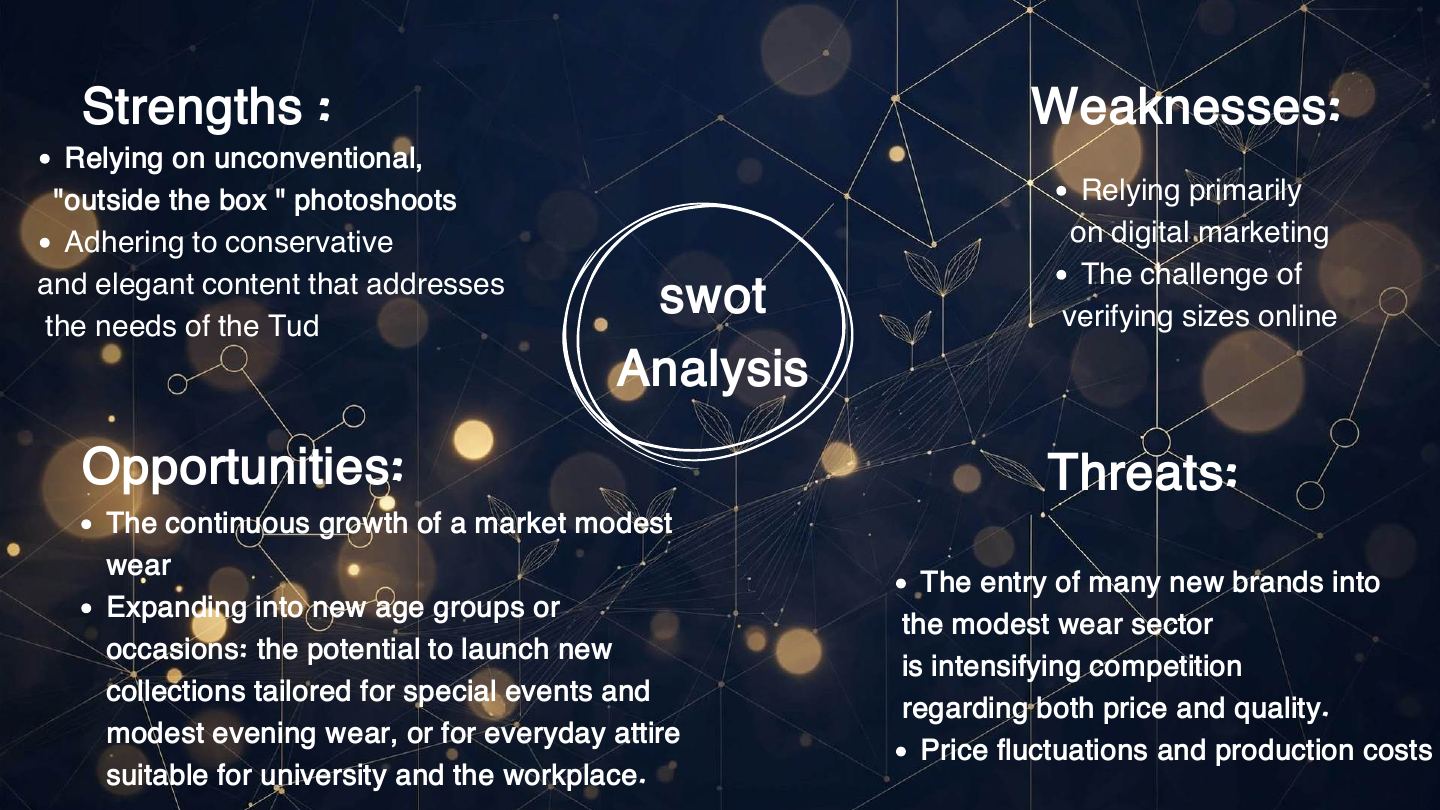 Strengths :
• Relying on unconventional,
"outside the box " photoshoots
• Adhering to conservative
and elegant content that addresses
the needs of the Tud
Weaknesses:
• Relying primarily
on digital marketing
• The challenge of
verifying sizes online
swot
Analysis
Opportunities:
• The continuous growth of a market modest
wear
• Expanding into new age groups or
occasions: the potential to launch new
collections tailored for special events and
modest evening wear, or for everyday attire
suitable for university and the workplace.
Threats:
• The entry of many new brands into
the modest wear sector
is intensifying competition
regarding both price and quality.
• Price fluctuations and production costs